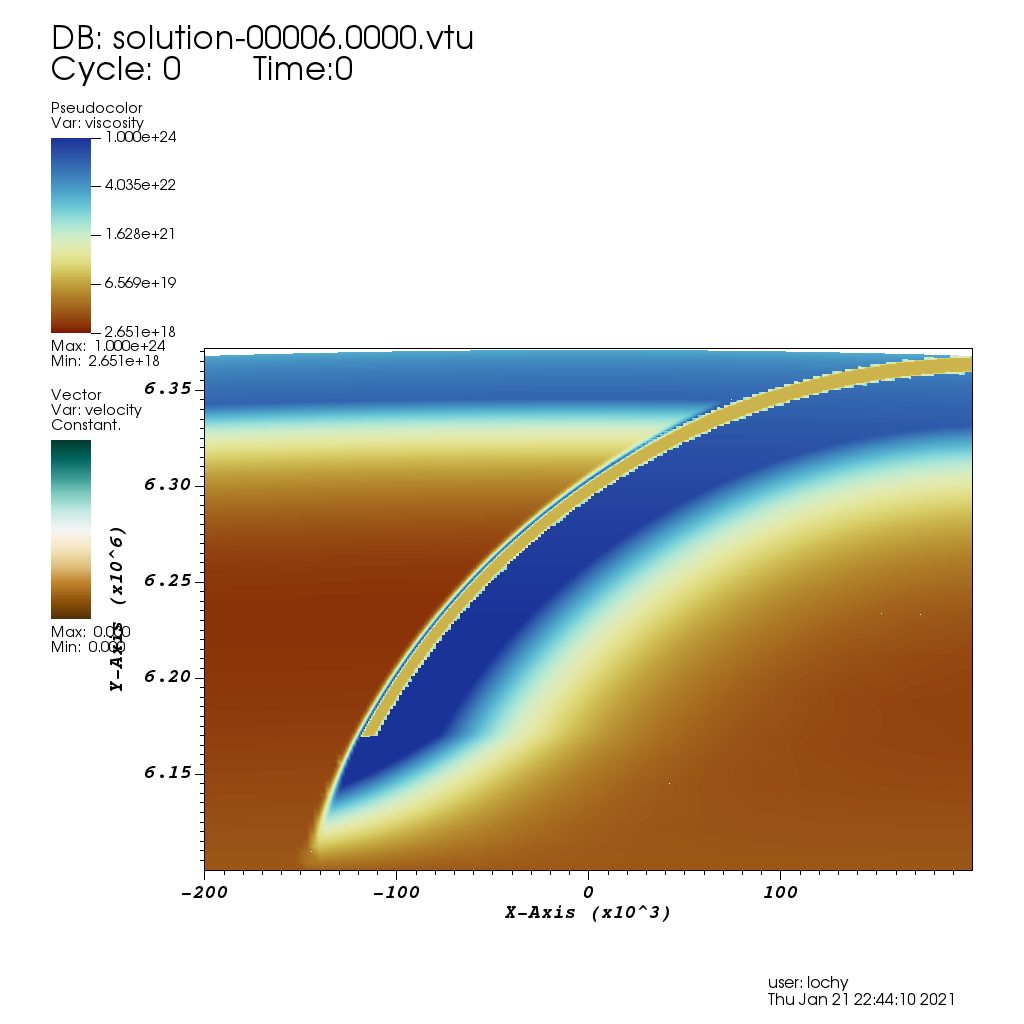 DB: solution-00006.0000.vtu
Cycle: 0 Time:0
Pseudocolor
Var: viscosity
1.000e+24
4.035e+22
1.628e+21
6.569e+19
2.651e+18
Max: 1.000e+24
Min: 2.651e+18
Vector
Var: velocity
Constant.
Max: 0.000
Min: 0.000
Y-Axis (x10^6)
6.35
6.30
6.25
6.20
6.15
-200 -100 0 100
X-Axis (x10^3)
user: lochy
Thu Jan 21 22:44:10 2021